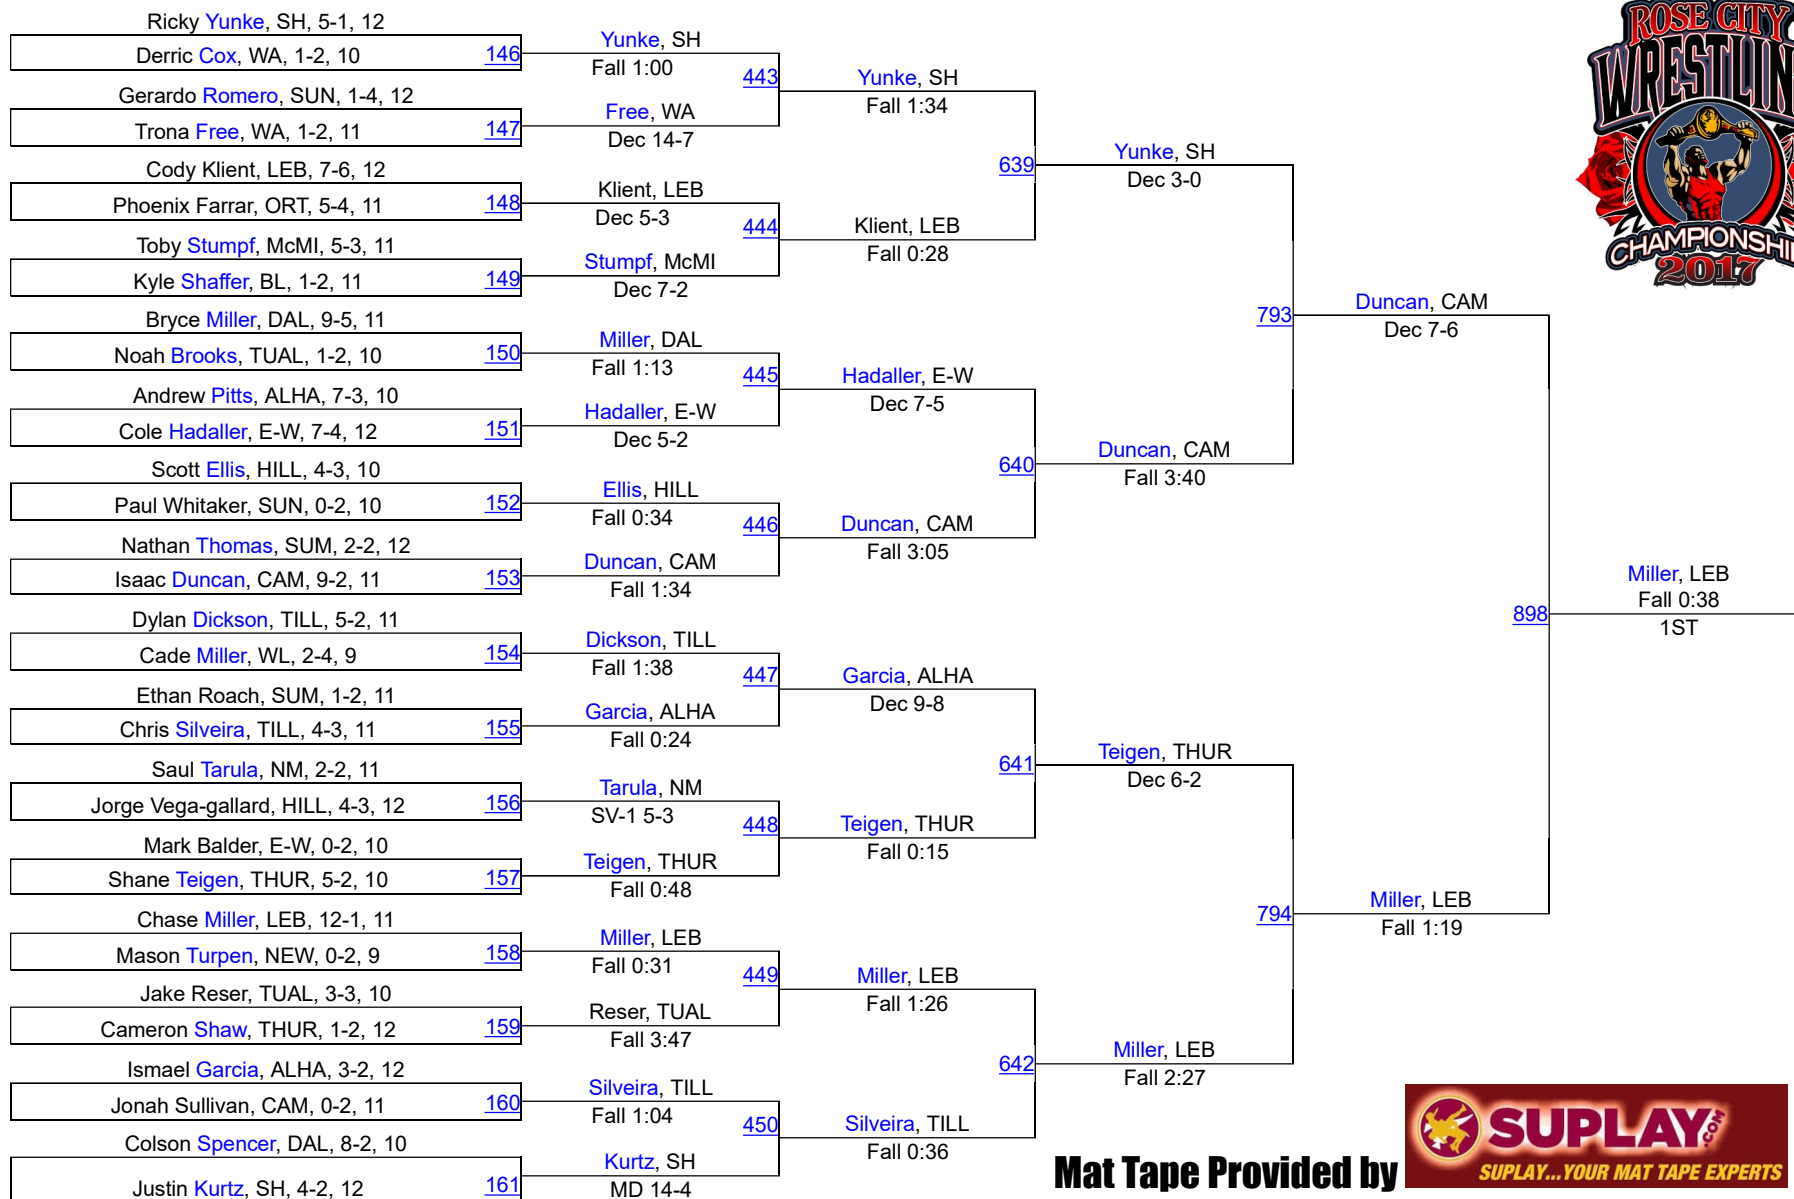 Ricky Yunke, SH, 5-1, 12
Derric Cox, WA, 1-2, 10
146
Gerardo Romero, SUN, 1-4, 12
Trona Free, WA, 1-2, 11
147
Cody Klient, LEB, 7-6, 12
Phoenix Farrar, ORT, 5-4, 11
148
Toby Stumpf, McMI, 5-3, 11
Kyle Shaffer, BL, 1-2, 11
149
Bryce Miller, DAL, 9-5, 11
Noah Brooks, TUAL, 1-2, 10
150
Andrew Pitts, ALHA, 7-3, 10
Cole Hadaller, E-W, 7-4, 12
151
Scott Ellis, HILL, 4-3, 10
Paul Whitaker, SUN, 0-2, 10
152
Nathan Thomas, SUM, 2-2, 12
Isaac Duncan, CAM, 9-2, 11
153
Dylan Dickson, TILL, 5-2, 11
Cade Miller, WL, 2-4, 9
154
Ethan Roach, SUM, 1-2, 11
Chris Silveira, TILL, 4-3, 11
155
Saul Tarula, NM, 2-2, 11
Jorge Vega-gallard, HILL, 4-3, 12
156
Mark Balder, E-W, 0-2, 10
Shane Teigen, THUR, 5-2, 10
157
Chase Miller, LEB, 12-1, 11
Mason Turpen, NEW, 0-2, 9
158
Jake Reser, TUAL, 3-3, 10
Cameron Shaw, THUR, 1-2, 12
159
Ismael Garcia, ALHA, 3-2, 12
Jonah Sullivan, CAM, 0-2, 11
160
Colson Spencer, DAL, 8-2, 10
Justin Kurtz, SH, 4-2, 12
161
Yunke, SH
Fall 1:00
443
Free, WA
Dec 14-7
Klient, LEB
Dec 5-3
444
Stumpf, McMI
Dec 7-2
Miller, DAL
Fall 1:13
445
Hadaller, E-W
Dec 5-2
Ellis, HILL
Fall 0:34
446
Duncan, CAM
Fall 1:34
Dickson, TILL
Fall 1:38
447
Garcia, ALHA
Fall 0:24
Tarula, NM
SV-1 5-3
448
Teigen, THUR
Fall 0:48
Miller, LEB
Fall 0:31
449
Reser, TUAL
Fall 3:47
Silveira, TILL
Fall 1:04
450
Kurtz, SH
MD 14-4
Yunke, SH
Fall 1:34
639
Klient, LEB
Fall 0:28
Hadaller, E-W
Dec 7-5
640
Duncan, CAM
Fall 3:05
Garcia, ALHA
Dec 9-8
641
Teigen, THUR
Fall 0:15
Miller, LEB
Fall 1:26
642
Silveira, TILL
Fall 0:36
Yunke, SH
Dec 3-0
793
Duncan, CAM
Fall 3:40
Teigen, THUR
Dec 6-2
794
Miller, LEB
Fall 2:27
Duncan, CAM
Dec 7-6
898
Miller, LEB
Fall 1:19
Miller, LEB
Fall 0:38
1ST
ROSE CITY
WRESTLIN
CHAMPIONSHI
2017
Mat Tape Provided by
SUPLAY.COM
SUPLAY...YOUR MAT TAPE EXPERTS